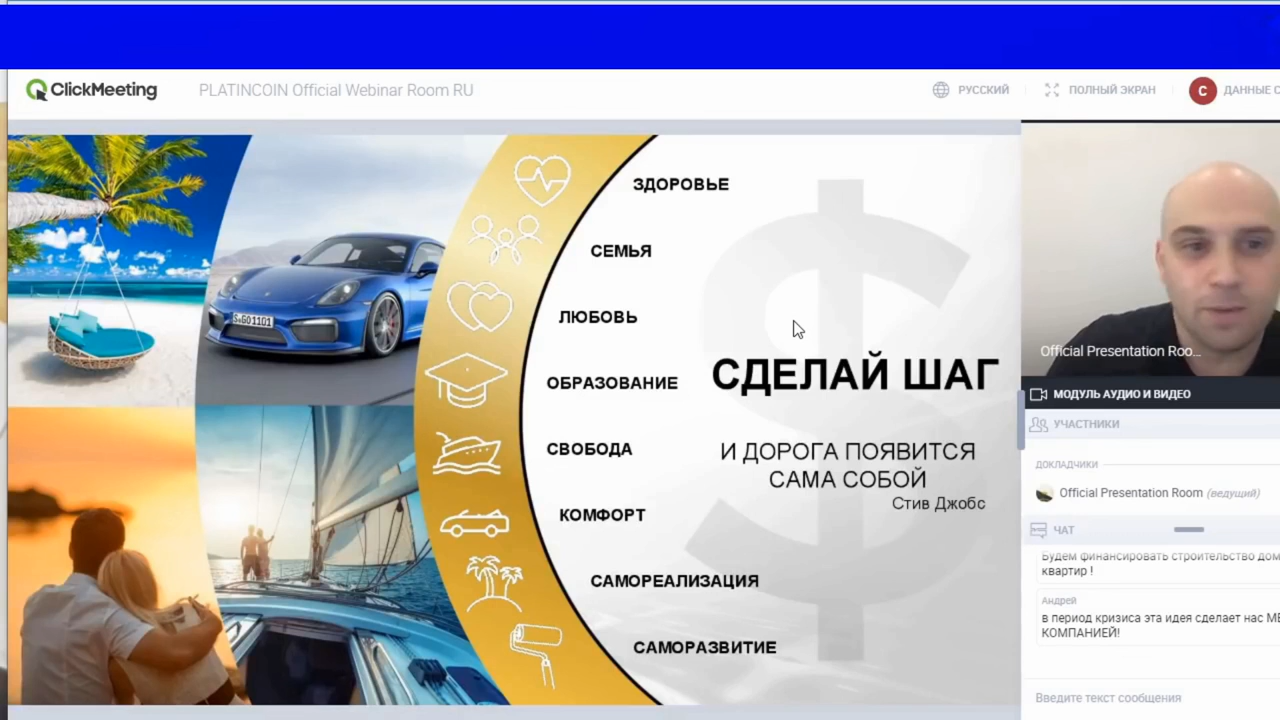 ClickMeeting
PLATINCOIN Official Webinar Room RU
РУССКИЙ
ПОЛНЫЙ ЭКРАН
C
ДАННЫЕ С
ЗДОРОВЬЕ
СЕМЬЯ
ЛЮБОВЬ
ОБРАЗОВАНИЕ
СВОБОДА
КОМФОРТ
САМОРЕАЛИЗАЦИЯ
САМОРАЗВИТИЕ
$
СДЕЛАЙ ШАГ
И ДОРОГА ПОЯВИТСЯ
САМА СОБОЙ
Стив Джобс
S GO 1101
Official Presentation Roo...
МОДУЛЬ АУДИО И ВИДЕО
УЧАСТНИКИ
ДОКЛАДЧИКИ
Official Presentation Room (ведущий)
ЧАТ
Будем финансировать строительство дом
квартир !
Андрей
в период кризиса эта идея сделает нас МЕ
КОМПАНИЕЙ!
Введите текст сообщения